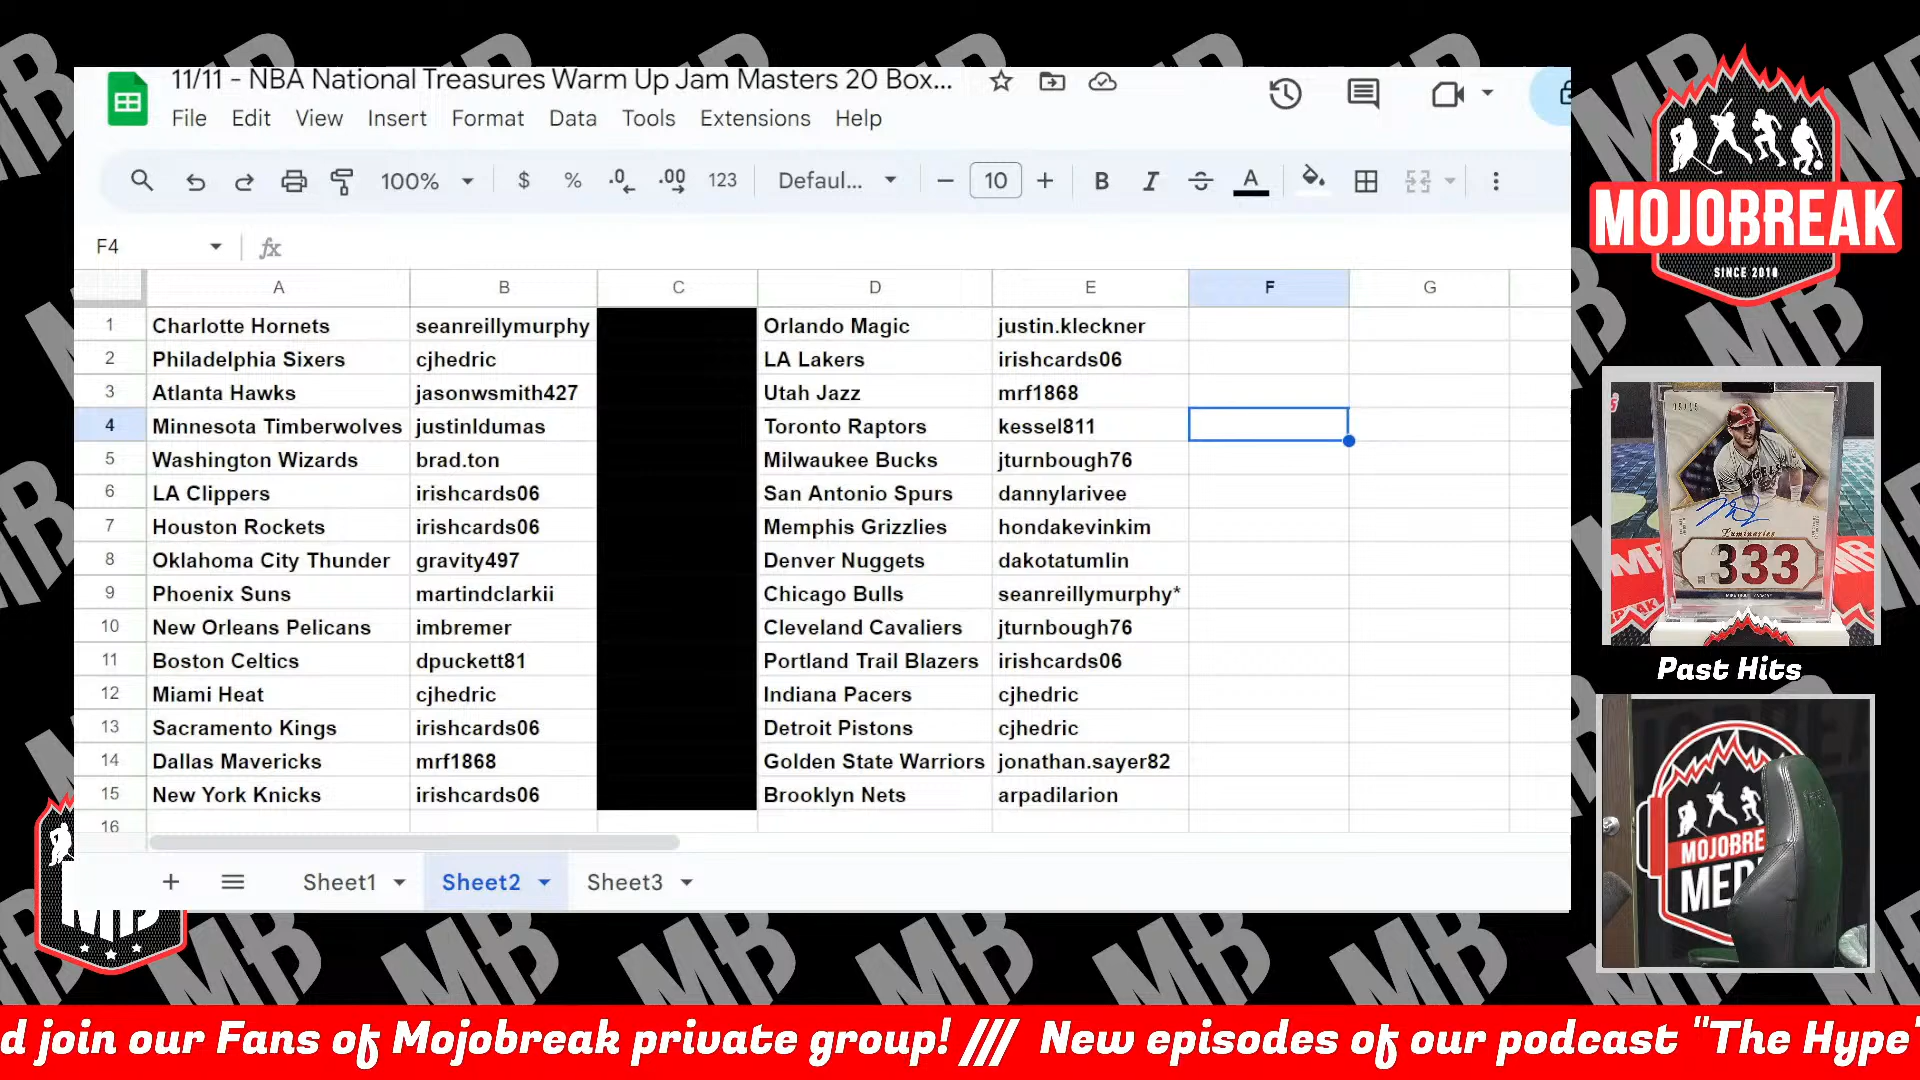 11/11 - NBA National Treasures Warm Up Jam Masters 20 Box...
File Edit View Insert Format Data Tools Extensions Help
100% $ % .0 .00 123 Defaul... 10 B I A
F4 fx
A B C D E F G
1 Charlotte Hornets seanreillymurphy Orlando Magic justin.kleckner
2 Philadelphia Sixers cjhedric LA Lakers irishcards06
3 Atlanta Hawks jasonwsmith427 Utah Jazz mrf1868
4 Minnesota Timberwolves justinldumas Toronto Raptors kessel811
5 Washington Wizards brad.ton Milwaukee Bucks jturnbough76
6 LA Clippers irishcards06 San Antonio Spurs dannylarivee
7 Houston Rockets irishcards06 Memphis Grizzlies hondakevinkim
8 Oklahoma City Thunder gravity497 Denver Nuggets dakotatumlin
9 Phoenix Suns martindclarkii Chicago Bulls seanreillymurphy*
10 New Orleans Pelicans imbremer Cleveland Cavaliers jturnbough76
11 Boston Celtics dpuckett81 Portland Trail Blazers irishcards06
12 Miami Heat cjhedric Indiana Pacers cjhedric
13 Sacramento Kings irishcards06 Detroit Pistons cjhedric
14 Dallas Mavericks mrf1868 Golden State Warriors jonathan.sayer82
15 New York Knicks irishcards06 Brooklyn Nets arpadilarion
16
Sheet1 Sheet2 Sheet3
MOJOBREAK
SINCE 2010
Luminaries
333
Past Hits
MOJOBRE
MED
MB
d join our Fans of Mojobreak private group! /// New episodes of our podcast "The Hype"